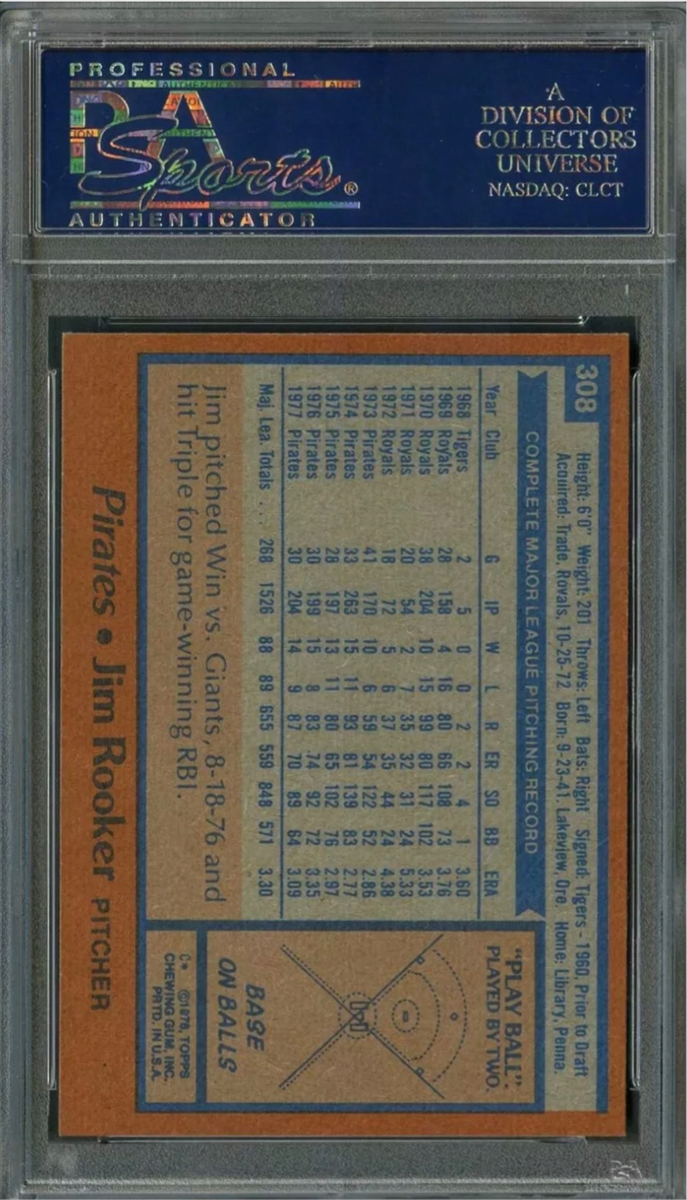 PROFESSIONAL
PSA
Sports®
AUTHENTICATOR
A
DIVISION OF
COLLECTORS
UNIVERSE
NASDAQ: CLCT
308
Height: 6'0" Weight: 201 Throws: Left Bats: Right Signed: Tigers - 1960, Prior to Draft
Acquired: Trade, Royals, 10-25-72 Born: 9-23-41, Lakeview, Ore. Home: Library, Penna.
COMPLETE MAJOR LEAGUE PITCHING RECORD
Year Club G IP W L R ER SO BB ERA
1968 Tigers 2 5 0 0 2 2 4 1 3.60
1969 Royals 28 158 4 16 80 66 108 73 3.76
1970 Royals 38 204 10 15 99 80 117 102 3.53
1971 Royals 20 54 2 7 35 32 31 24 5.33
1972 Royals 18 72 5 6 37 35 44 24 4.38
1973 Pirates 41 170 10 6 59 54 122 52 2.86
1974 Pirates 33 263 15 11 93 81 139 83 2.77
1975 Pirates 28 197 13 11 80 65 102 76 2.97
1976 Pirates 30 199 15 8 83 74 92 72 3.35
1977 Pirates 30 204 14 9 87 70 89 64 3.09
Maj. Lea. Totals . . . 268 1526 88 89 655 559 848 571 3.30
Jim pitched Win vs. Giants, 8-18-76 and
hit Triple for game-winning RBI.
"PLAY BALL".
PLAYED BY TWO.
BASE
ON BALLS
C* ©1978, TOPPS
CHEWING GUM, INC.
PRTD. IN U.S.A.
Pirates • Jim Rooker PITCHER
PSA